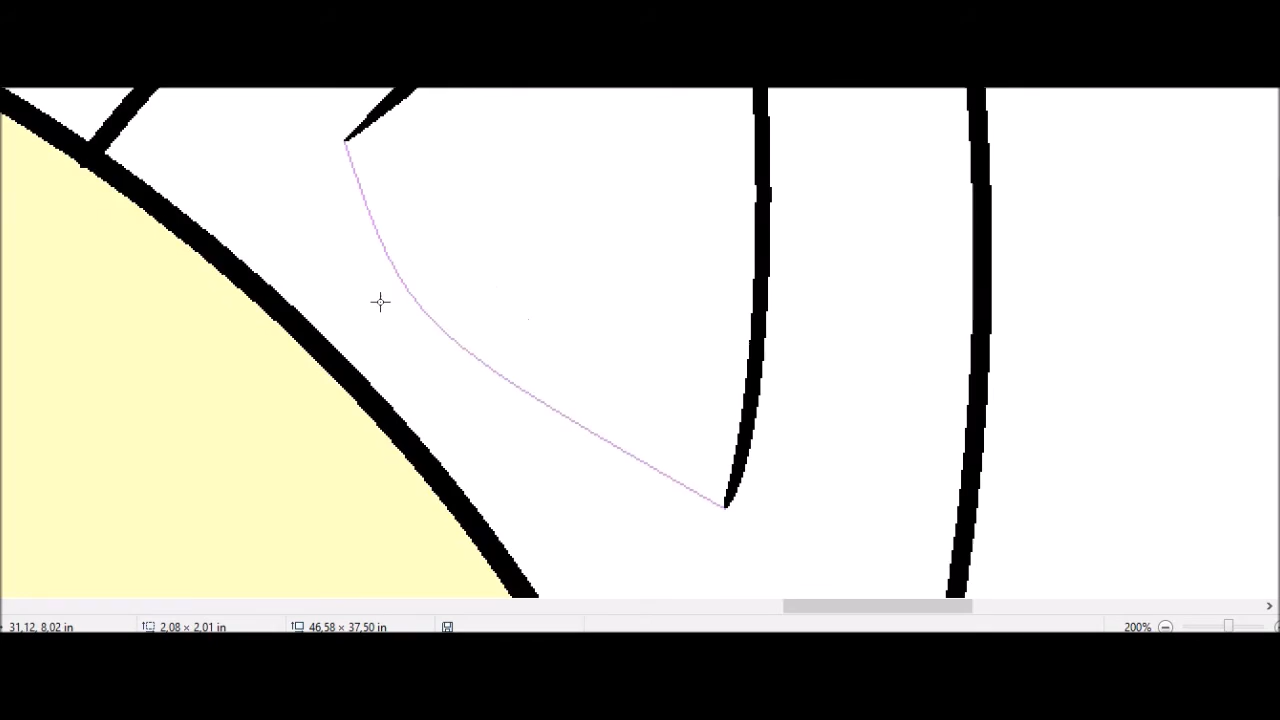 31,12, 8,02 in 2,08 × 2,01 in 46,58 × 37,50 in 200%